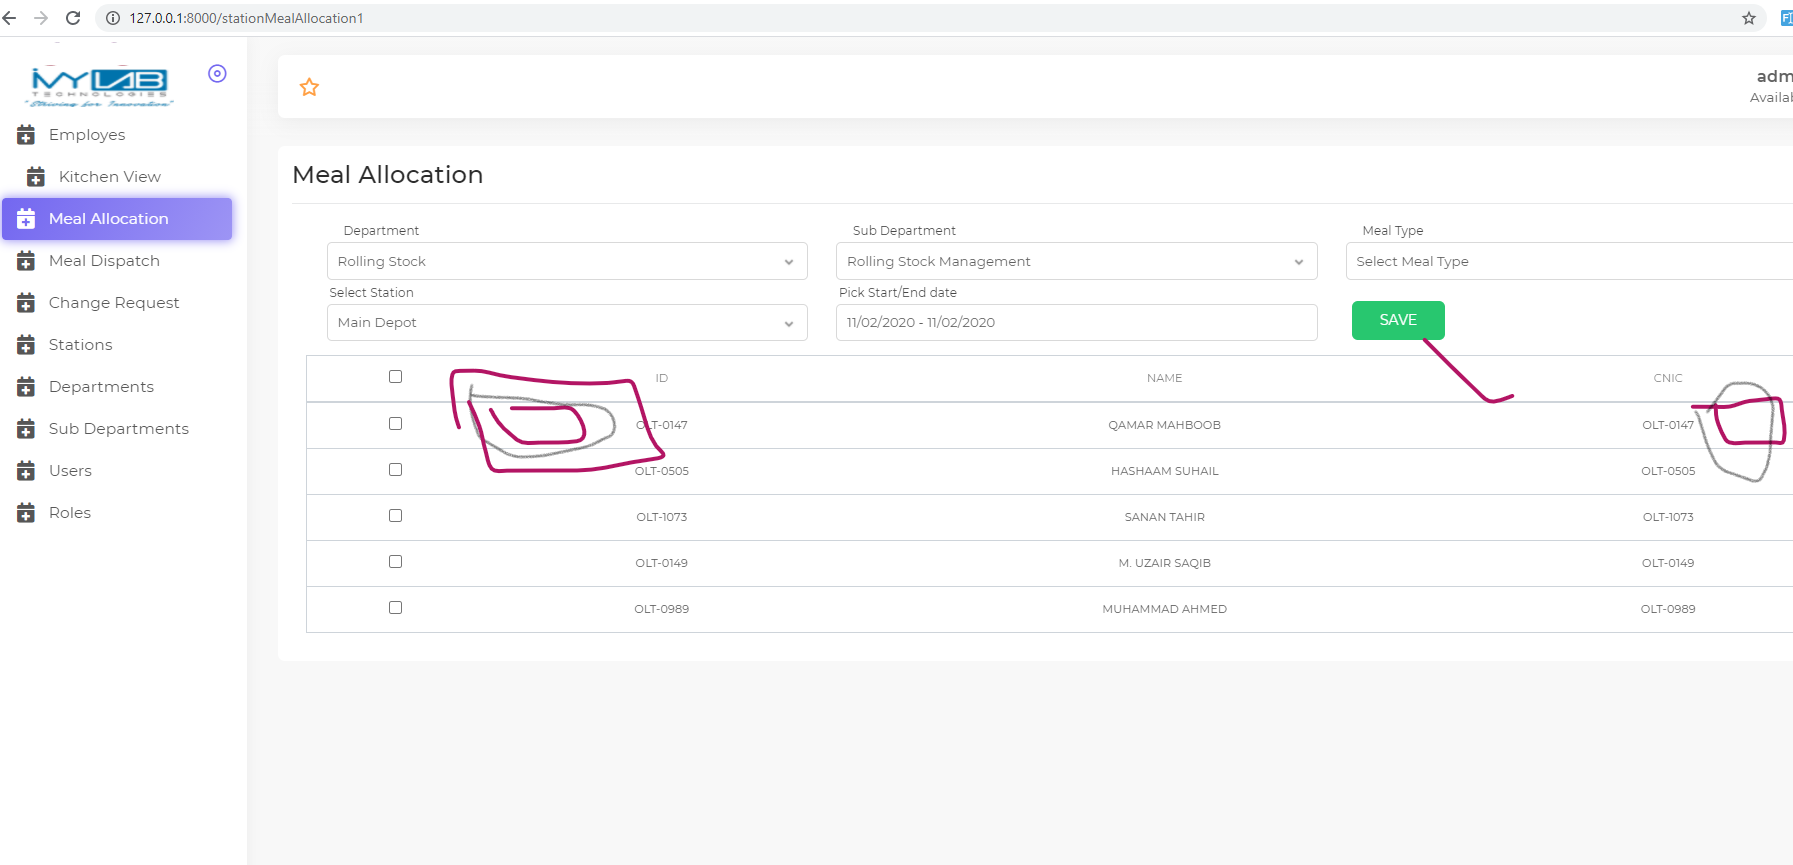 127.0.0.1:8000/stationMealAllocation1
IVYLAB
TECHNOLOGIES
"Striving for Innovation"
Employes
Kitchen View
Meal Allocation
Meal Dispatch
Change Request
Stations
Departments
Sub Departments
Users
Roles
adm
Availab
Meal Allocation
Department Sub Department Meal Type
Rolling Stock Rolling Stock Management Select Meal Type
Select Station Pick Start/End date
Main Depot 11/02/2020 - 11/02/2020 SAVE
ID NAME CNIC
OLT-0147 QAMAR MAHBOOB OLT-0147
OLT-0505 HASHAAM SUHAIL OLT-0505
OLT-1073 SANAN TAHIR OLT-1073
OLT-0149 M. UZAIR SAQIB OLT-0149
OLT-0989 MUHAMMAD AHMED OLT-0989